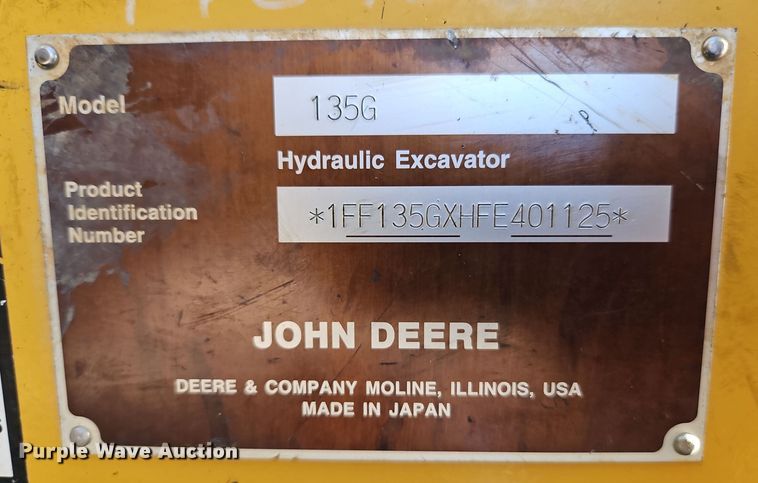 Model
135G
Hydraulic Excavator
Product
Identification
Number
*1FF135GXHFE401125*
JOHN DEERE
DEERE & COMPANY MOLINE, ILLINOIS, USA
MADE IN JAPAN
Purple Wave Auction